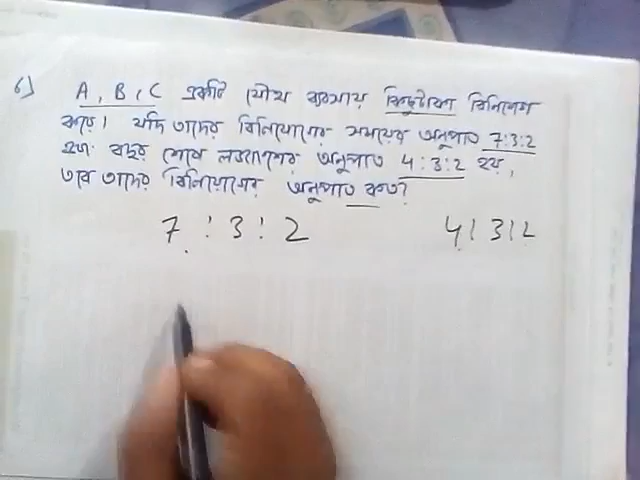 6) A, B, C একটি যৌথ ব্যবসায় কিছুটাকা বিনিয়োগ
করে। যদি তাদের বিনিয়োগের সময়ের অনুপাত 7:3:2
এবং বছর শেষে লভ্যাংশের অনুপাত 4:3:2 হয়,
তবে তাদের বিনিয়োগের অনুপাত কত?
7 : 3 : 2 4:3:2